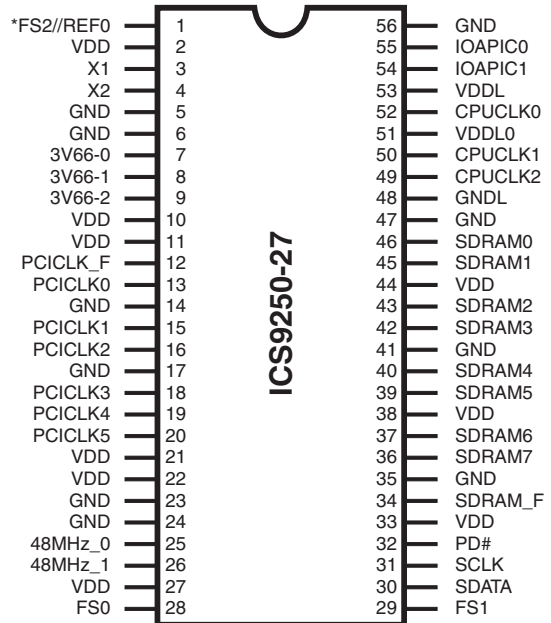 *FS2//REF0 1 56 GND
VDD 2 55 IOAPIC0
X1 3 54 IOAPIC1
X2 4 53 VDDL
GND 5 52 CPUCLK0
GND 6 51 VDDL0
3V66-0 7 50 CPUCLK1
3V66-1 8 49 CPUCLK2
3V66-2 9 48 GNDL
VDD 10 47 GND
VDD 11 46 SDRAM0
PCICLK_F 12 45 SDRAM1
PCICLK0 13 44 VDD
GND 14 43 SDRAM2
PCICLK1 15 42 SDRAM3
PCICLK2 16 41 GND
GND 17 40 SDRAM4
PCICLK3 18 39 SDRAM5
PCICLK4 19 38 VDD
PCICLK5 20 37 SDRAM6
VDD 21 36 SDRAM7
VDD 22 35 GND
GND 23 34 SDRAM_F
GND 24 33 VDD
48MHz_0 25 32 PD#
48MHz_1 26 31 SCLK
VDD 27 30 SDATA
FS0 28 29 FS1
ICS9250-27